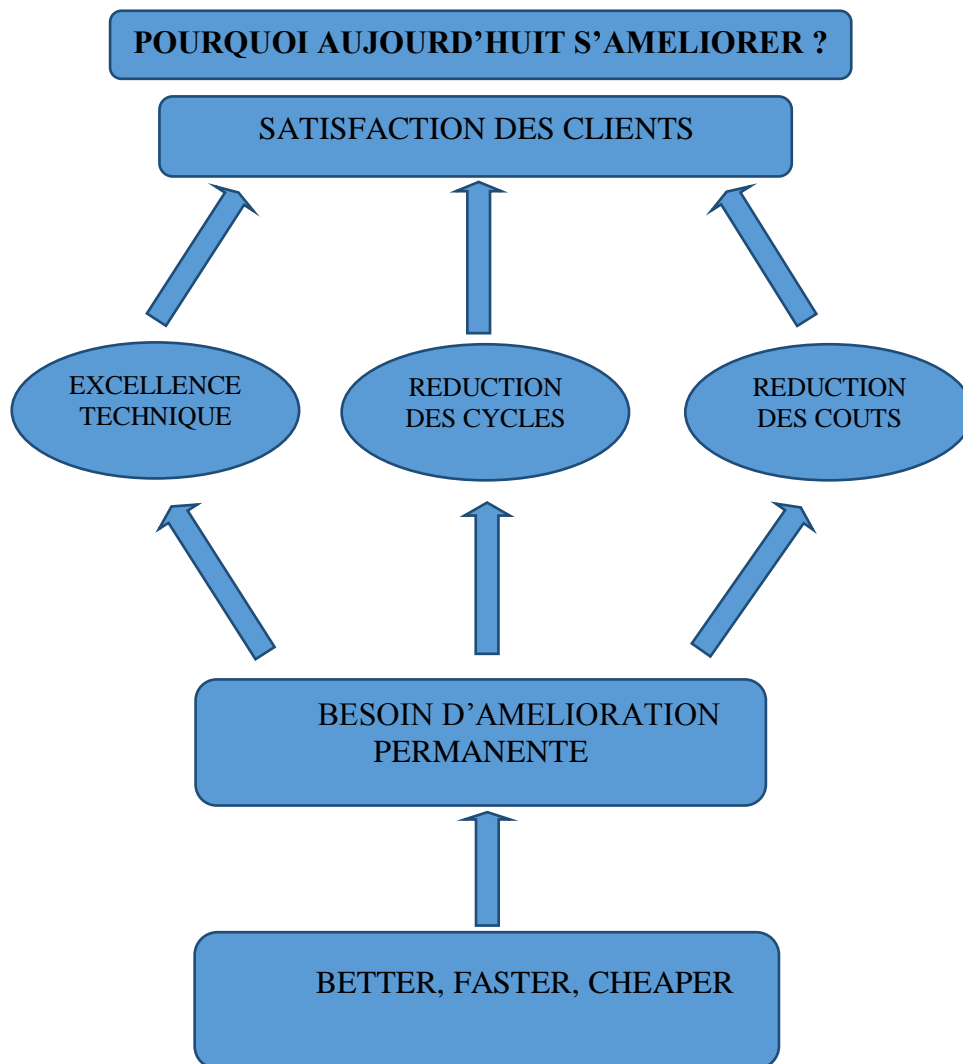 POURQUOI AUJOURD’HUIT S’AMELIORER ?
SATISFACTION DES CLIENTS
EXCELLENCE
TECHNIQUE
REDUCTION
DES CYCLES
REDUCTION
DES COUTS
BESOIN D’AMELIORATION
PERMANENTE
BETTER, FASTER, CHEAPER